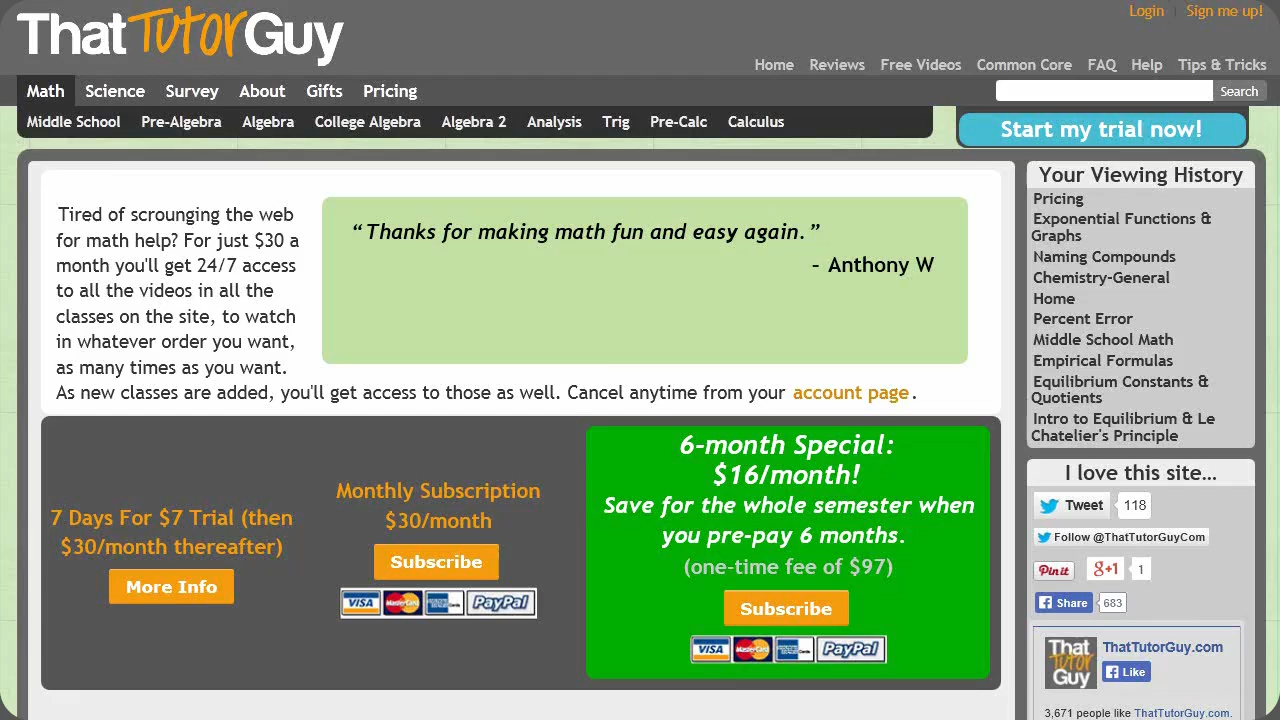 That Tutor Guy
Login
Sign me up!
Home Reviews Free Videos Common Core FAQ Help Tips & Tricks
Math Science Survey About Gifts Pricing
Search
Middle School Pre-Algebra Algebra College Algebra Algebra 2 Analysis Trig Pre-Calc Calculus
Start my trial now!
Tired of scrounging the web
for math help? For just $30 a
month you'll get 24/7 access
to all the videos in all the
classes on the site, to watch
in whatever order you want,
as many times as you want.
As new classes are added, you'll get access to those as well. Cancel anytime from your account page.
“Thanks for making math fun and easy again.”
- Anthony W
7 Days For $7 Trial (then
$30/month thereafter)
More Info
Monthly Subscription
$30/month
Subscribe
VISA MasterCard PayPal
6-month Special:
$16/month!
Save for the whole semester when
you pre-pay 6 months.
(one-time fee of $97)
Subscribe
VISA MasterCard PayPal
Your Viewing History
Pricing
Exponential Functions &
Graphs
Naming Compounds
Chemistry-General
Home
Percent Error
Middle School Math
Empirical Formulas
Equilibrium Constants &
Quotients
Intro to Equilibrium & Le
Chatelier's Principle
I love this site...
Tweet 118
Follow @ThatTutorGuyCom
Pin it
g+1 1
Share 683
That Tutor Guy
ThatTutorGuy.com
Like
3,671 people like ThatTutorGuy.com.